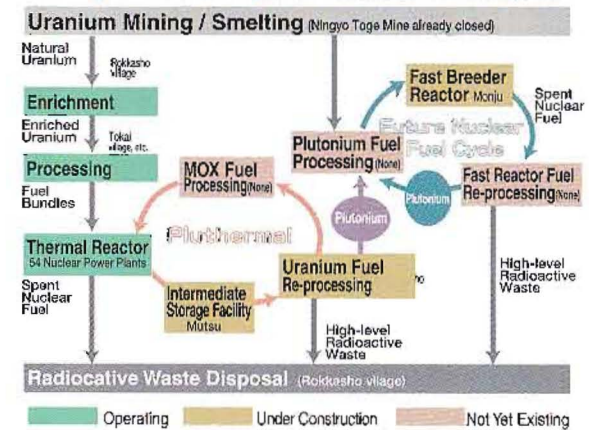 Uranium Mining / Smelting (Ningyo Toge Mine already closed)
Natural
Uranium
Rokkasho
village
Enrichment
Enriched
Uranium
Tokai
village, etc.
Processing
Fuel
Bundles
Thermal Reactor
54 Nuclear Power Plants
Spent
Nuclear
Fuel
MOX Fuel
Processing(None)
Pluthermal
Intermediate
Storage Facility
Mutsu
Uranium Fuel
Re-processing
High-level
Radioactive
Waste
Plutonium
Plutonium Fuel
Processing(None)
Fast Breeder
Reactor Monju
Future Nuclear
Fuel Cycle
Spent
Nuclear
Fuel
Plutonium
Fast Reactor Fuel
Re-processing(None)
High-level
Radioactive
Waste
Radiocative Waste Disposal (Rokkasho vilage)
Operating
Under Construction
Not Yet Existing